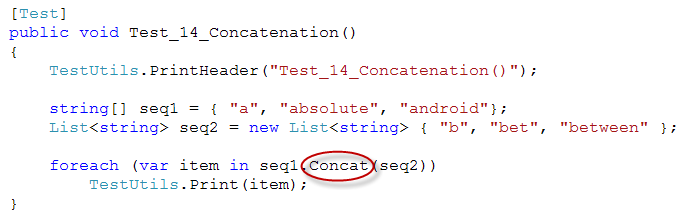 [Test]
public void Test_14_Concatenation()
{
    TestUtils.PrintHeader("Test_14_Concatenation()");
    string[] seq1 = { "a", "absolute", "android"};
    List<string> seq2 = new List<string> { "b", "bet", "between" };
    foreach (var item in seq1.Concat(seq2))
        TestUtils.Print(item);
}